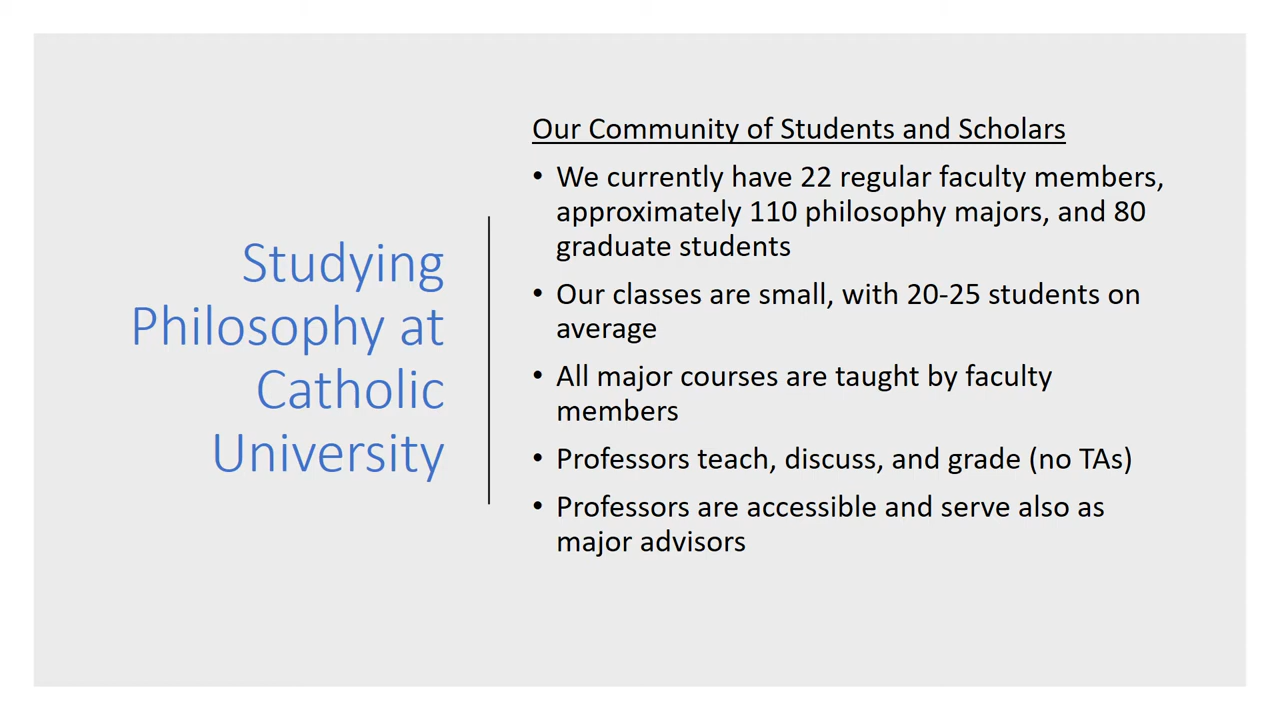 Studying
Philosophy at
Catholic
University
Our Community of Students and Scholars
• We currently have 22 regular faculty members,
approximately 110 philosophy majors, and 80
graduate students
• Our classes are small, with 20-25 students on
average
• All major courses are taught by faculty
members
• Professors teach, discuss, and grade (no TAs)
• Professors are accessible and serve also as
major advisors